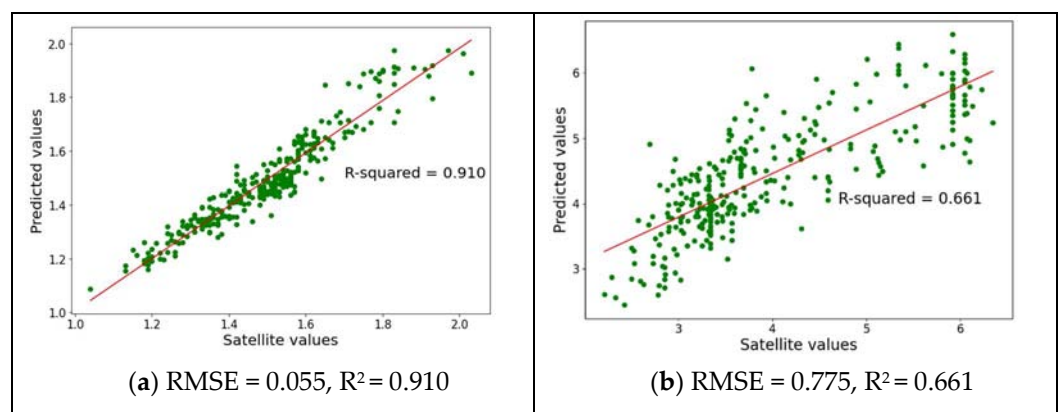 2.0
1.8
1.6
1.4
1.2
1.0
Predicted values
R-squared = 0.910
1.0 1.2 1.4 1.6 1.8 2.0
Satellite values
(a) RMSE = 0.055, R² = 0.910
6
5
4
3
Predicted values
R-squared = 0.661
3 4 5 6
Satellite values
(b) RMSE = 0.775, R² = 0.661